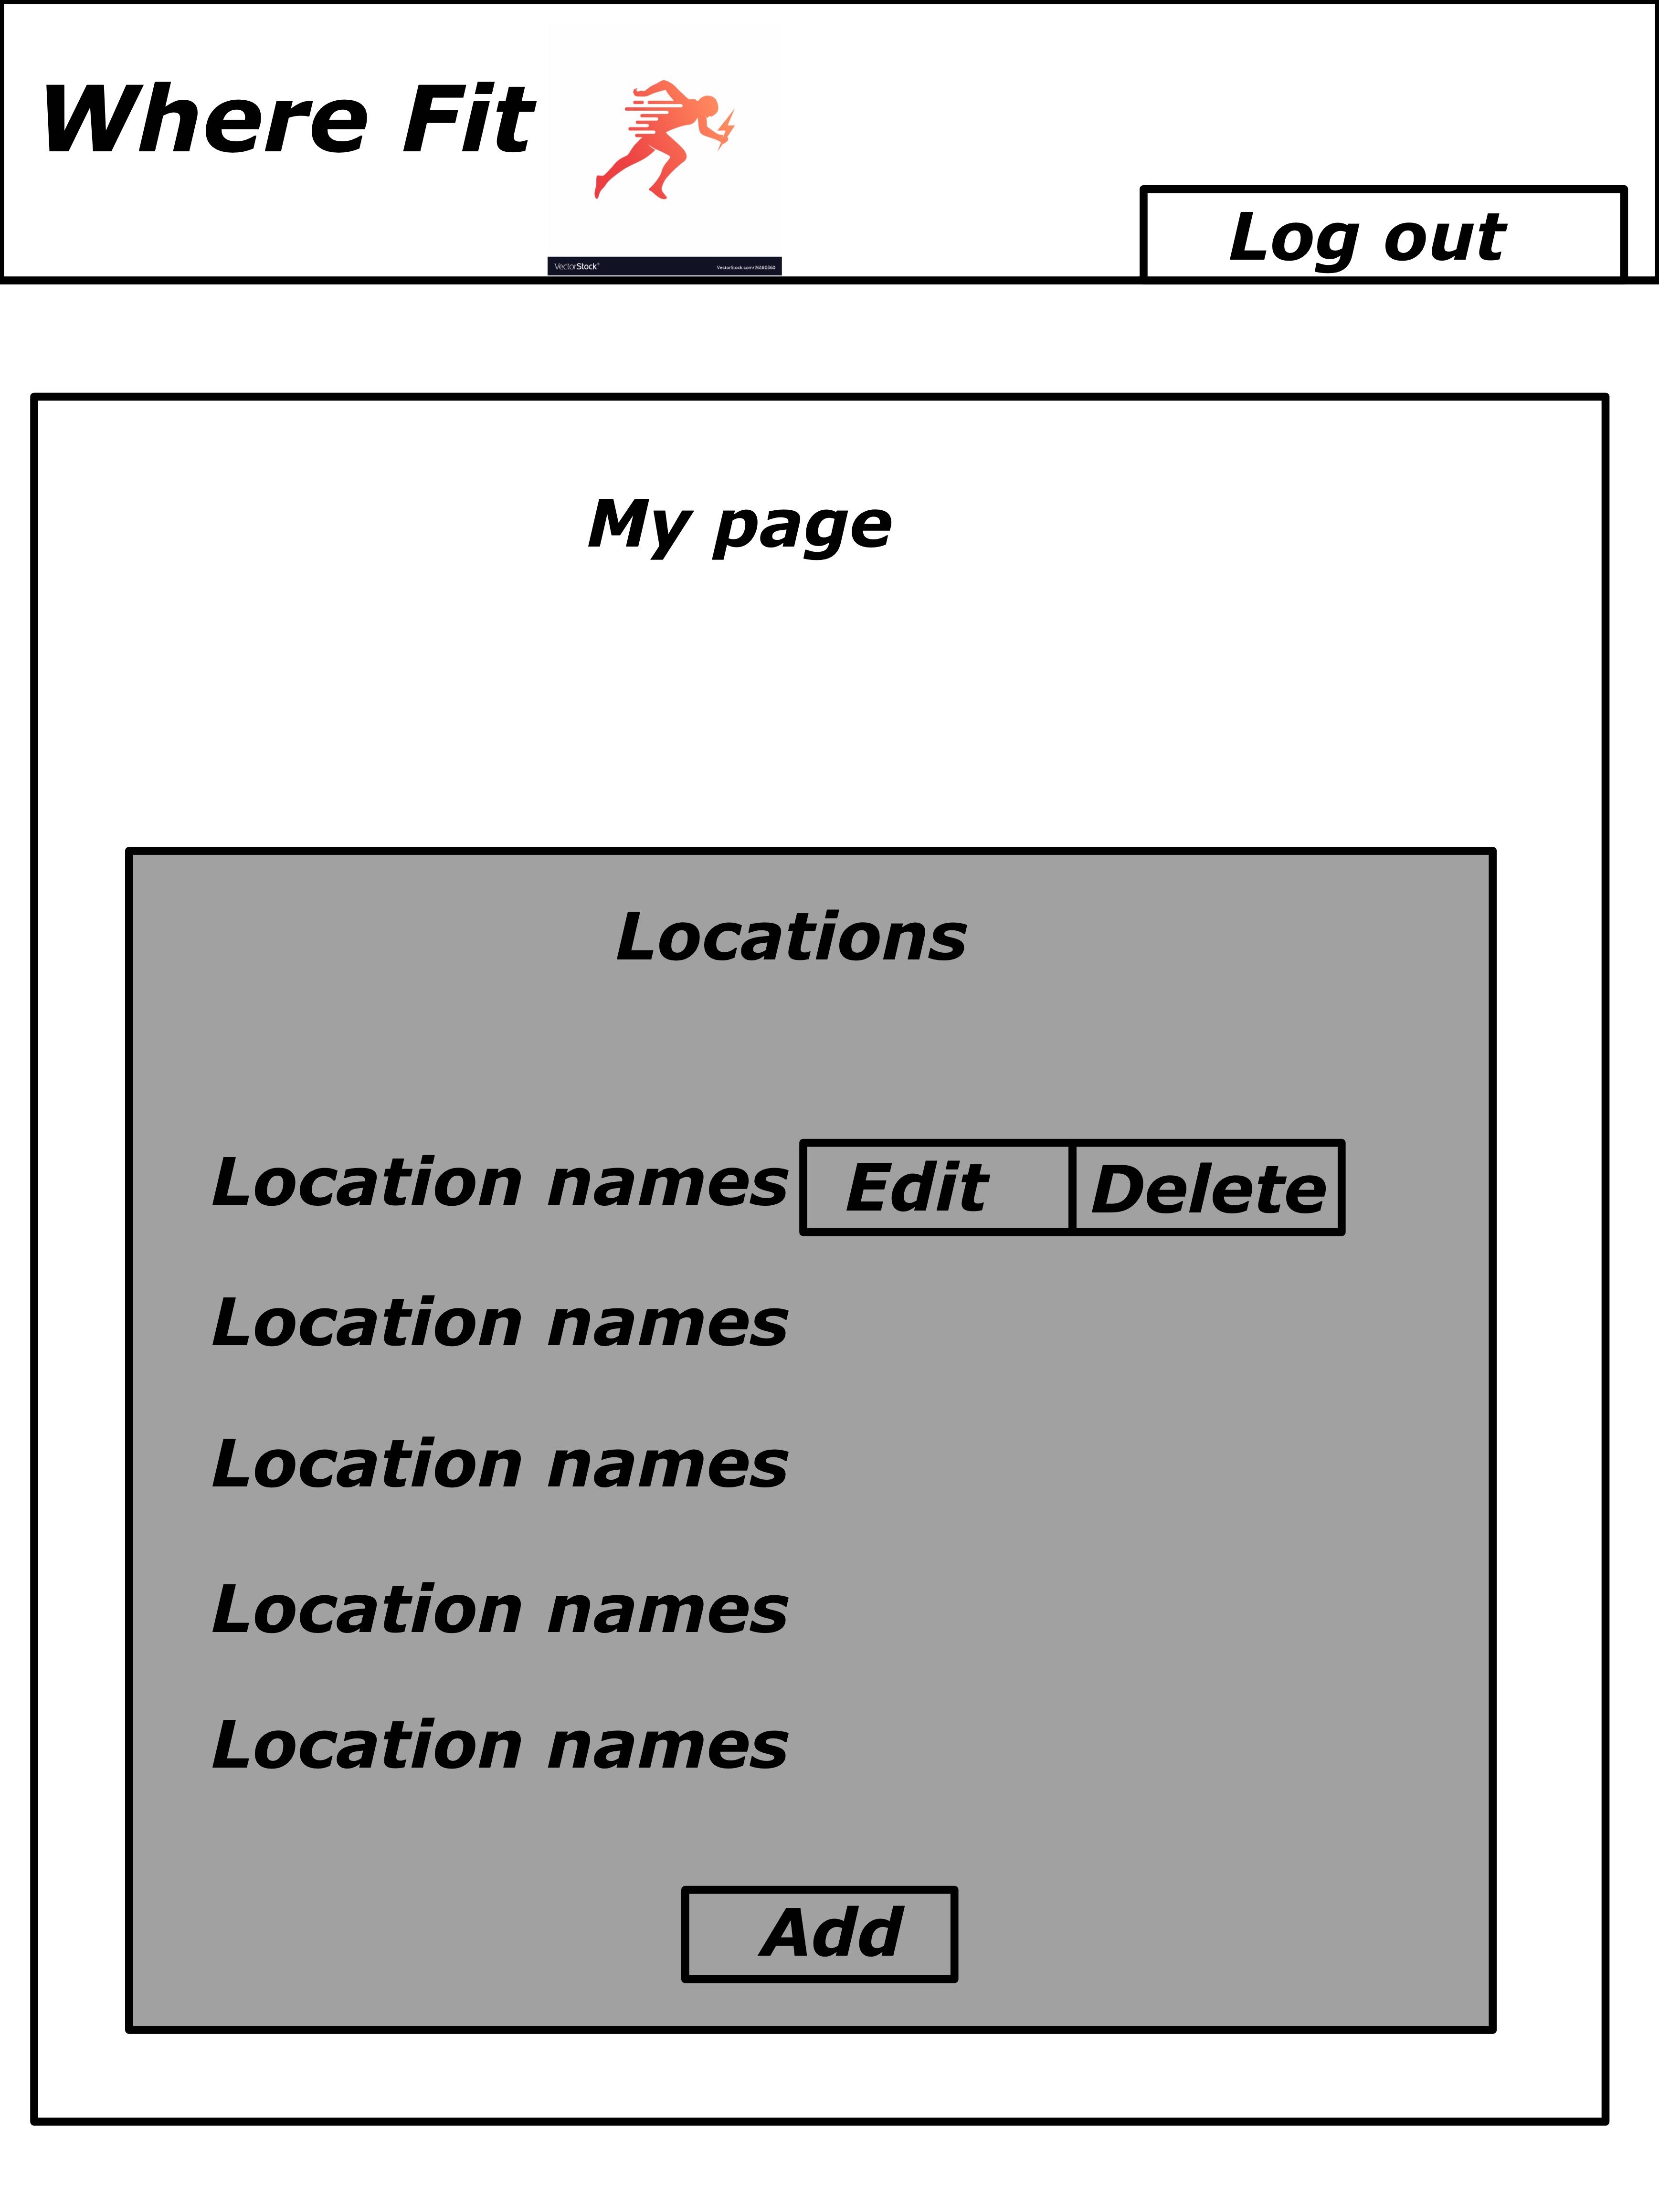 Where Fit
VectorStock®
VectorStock.com/26180360
Log out
My page
Locations
Location names Edit Delete
Location names
Location names
Location names
Location names
Add